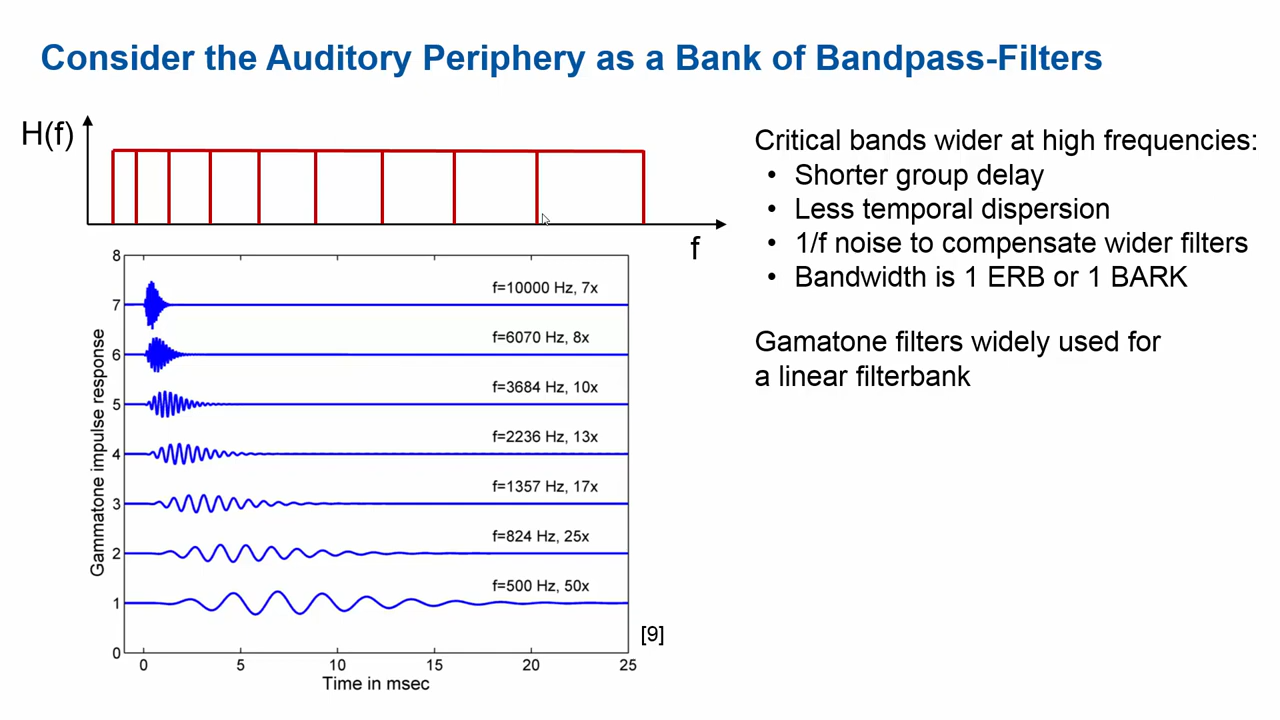 Consider the Auditory Periphery as a Bank of Bandpass-Filters
H(f)
f
Critical bands wider at high frequencies:
• Shorter group delay
• Less temporal dispersion
• 1/f noise to compensate wider filters
• Bandwidth is 1 ERB or 1 BARK
Gamatone filters widely used for
a linear filterbank
Gammatone impulse response
8
7
6
5
4
3
2
1
0
f=10000 Hz, 7x
f=6070 Hz, 8x
f=3684 Hz, 10x
f=2236 Hz, 13x
f=1357 Hz, 17x
f=824 Hz, 25x
f=500 Hz, 50x
[9]
0 5 10 15 20 25
Time in msec